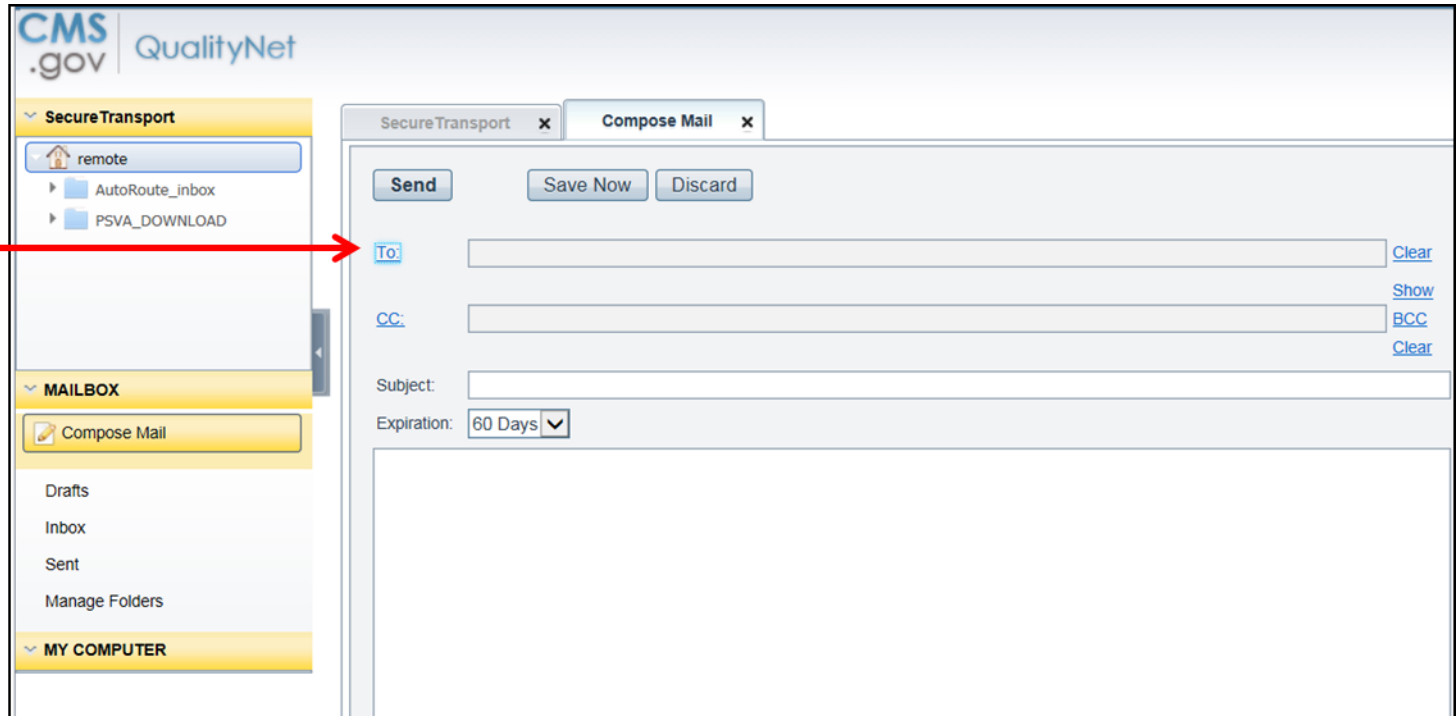 CMS
.gov
QualityNet
SecureTransport
remote
AutoRoute_inbox
PSVA_DOWNLOAD
MAILBOX
Compose Mail
Drafts
Inbox
Sent
Manage Folders
MY COMPUTER
SecureTransport x Compose Mail x
Send Save Now Discard
To: Clear
Show
CC: BCC
Clear
Subject:
Expiration: 60 Days